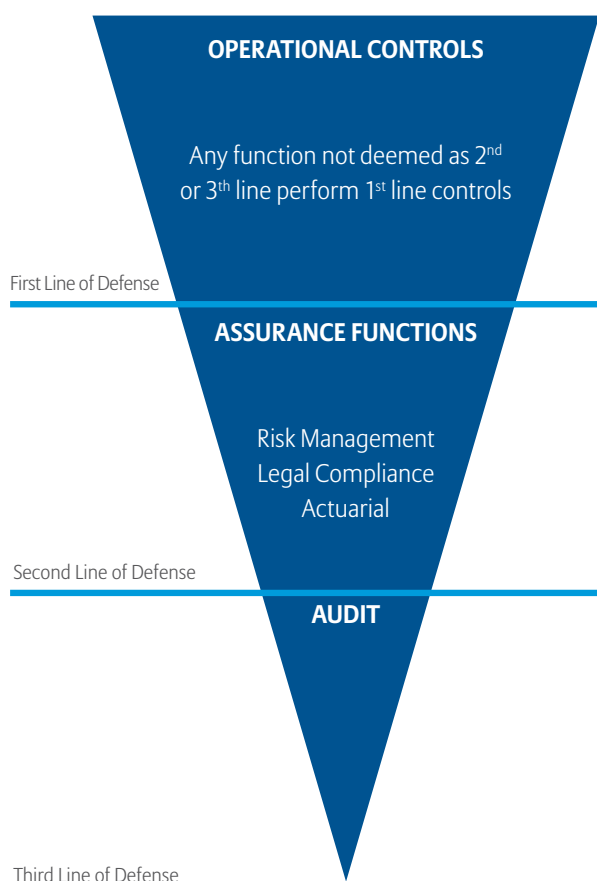 OPERATIONAL CONTROLS
Any function not deemed as 2nd
or 3th line perform 1st line controls
First Line of Defense
ASSURANCE FUNCTIONS
Risk Management
Legal Compliance
Actuarial
Second Line of Defense
AUDIT
Third Line of Defense